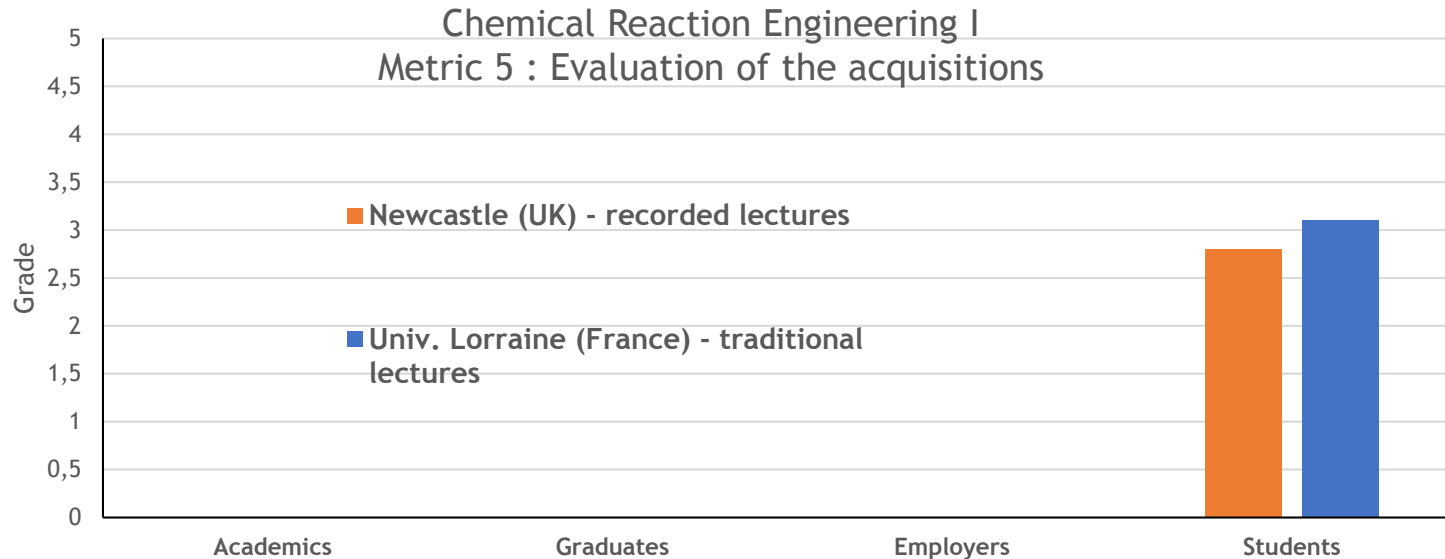 Chemical Reaction Engineering I
Metric 5 : Evaluation of the acquisitions
5
4,5
4
3,5
3
2,5
2
1,5
1
0,5
0
Grade
Newcastle (UK) - recorded lectures
Univ. Lorraine (France) - traditional
lectures
Academics
Graduates
Employers
Students